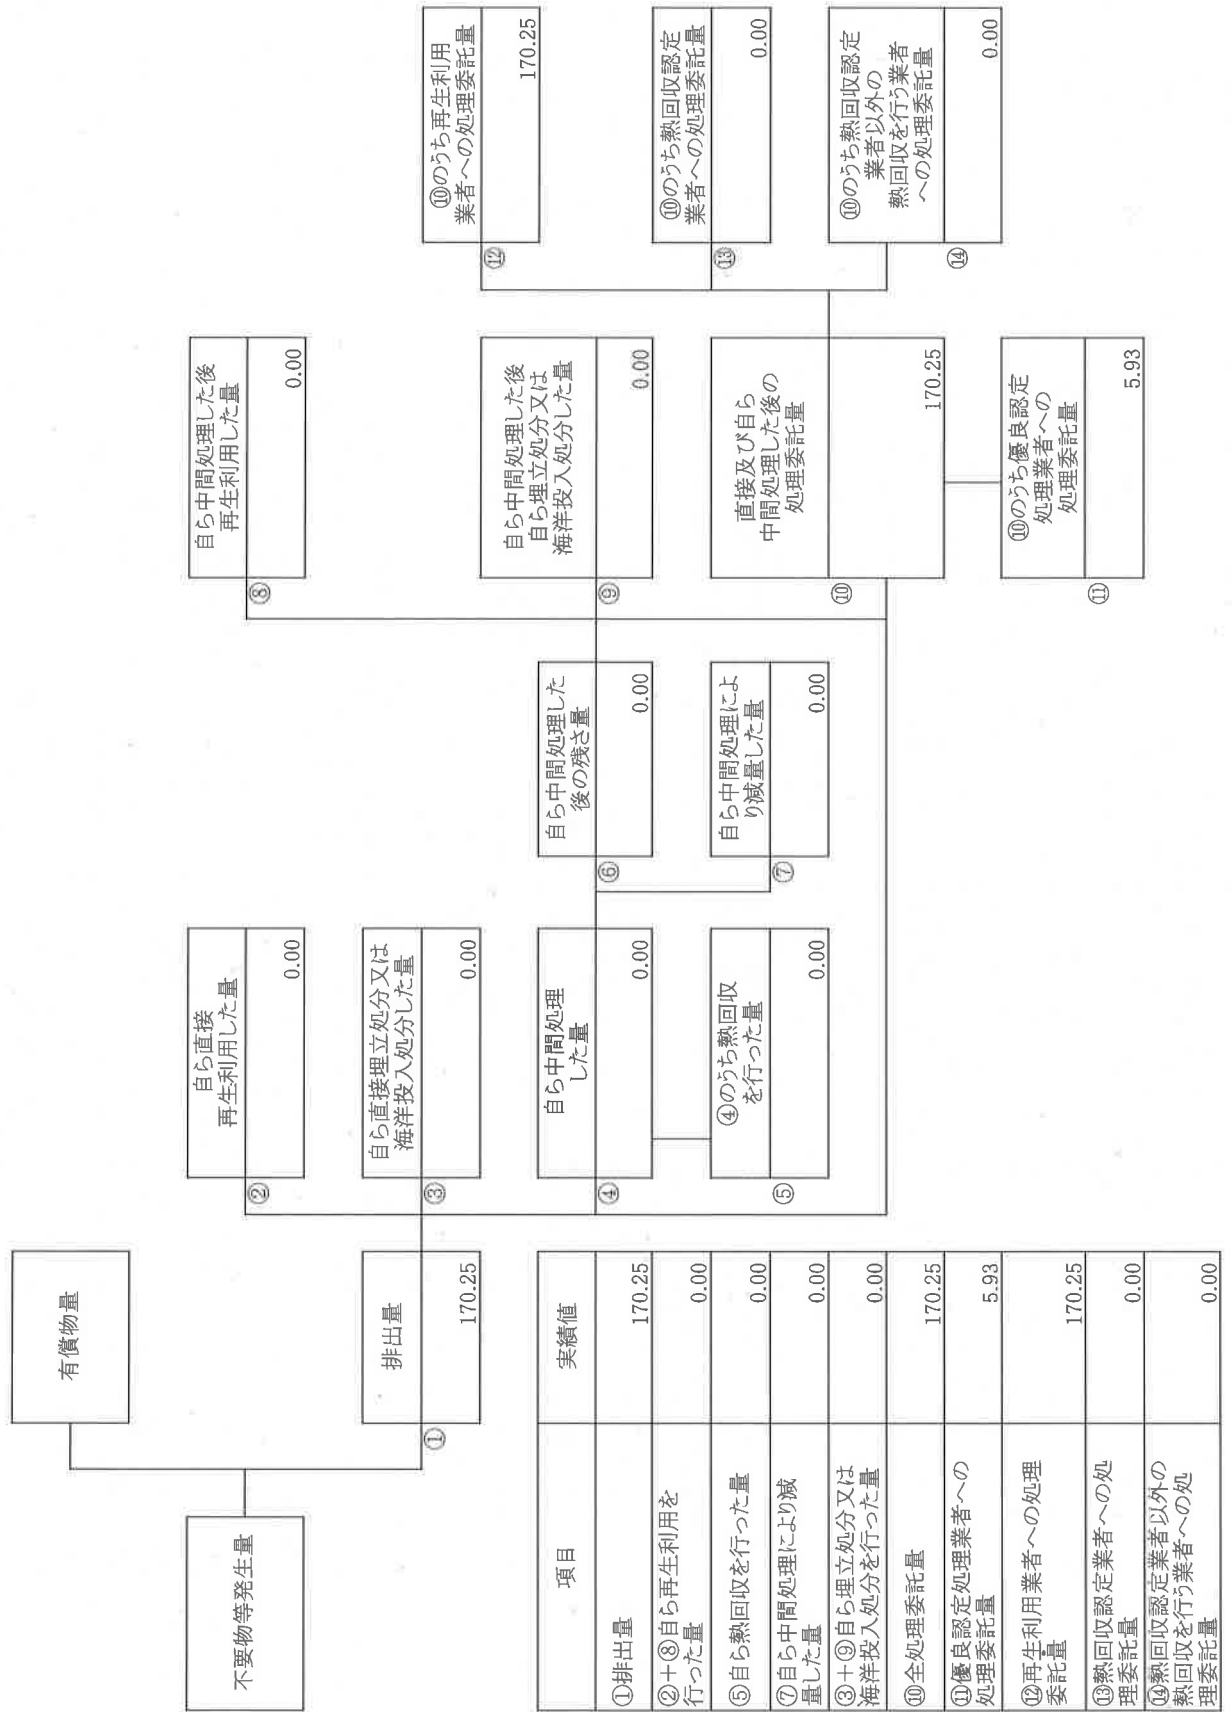 有償物量
不要物等発生量
①
排出量
170.25
②
自ら直接
再生利用した量
0.00
③
自ら直接埋立処分又は
海洋投入処分した量
0.00
④
自ら中間処理
した量
0.00
⑤
④のうち熱回収
を行った量
0.00
⑥
自ら中間処理した
後の残さ量
0.00
⑦
自ら中間処理によ
り減量した量
0.00
⑧
自ら中間処理した後
再生利用した量
0.00
⑨
自ら中間処理した後
自ら埋立処分又は
海洋投入処分した量
0.00
⑩
直接及び自ら
中間処理した後の
処理委託量
170.25
⑪
⑩のうち優良認定
処理業者への
処理委託量
5.93
⑫
⑩のうち再生利用
業者への処理委託量
170.25
⑬
⑩のうち熱回収認定
業者への処理委託量
0.00
⑭
⑩のうち熱回収認定
業者以外の
熱回収を行う業者
への処理委託量
0.00
項目
実績値
①排出量
170.25
②＋⑧自ら再生利用を
行った量
0.00
⑤自ら熱回収を行った量
0.00
⑦自ら中間処理により減
量した量
0.00
③＋⑨自ら埋立処分又は
海洋投入処分を行った量
0.00
⑩全処理委託量
170.25
⑪優良認定処理業者への
処理委託量
5.93
⑫再生利用業者への処理
委託量
170.25
⑬熱回収認定業者への処
理委託量
0.00
⑭熱回収認定業者以外の
熱回収を行う業者への処
理委託量
0.00